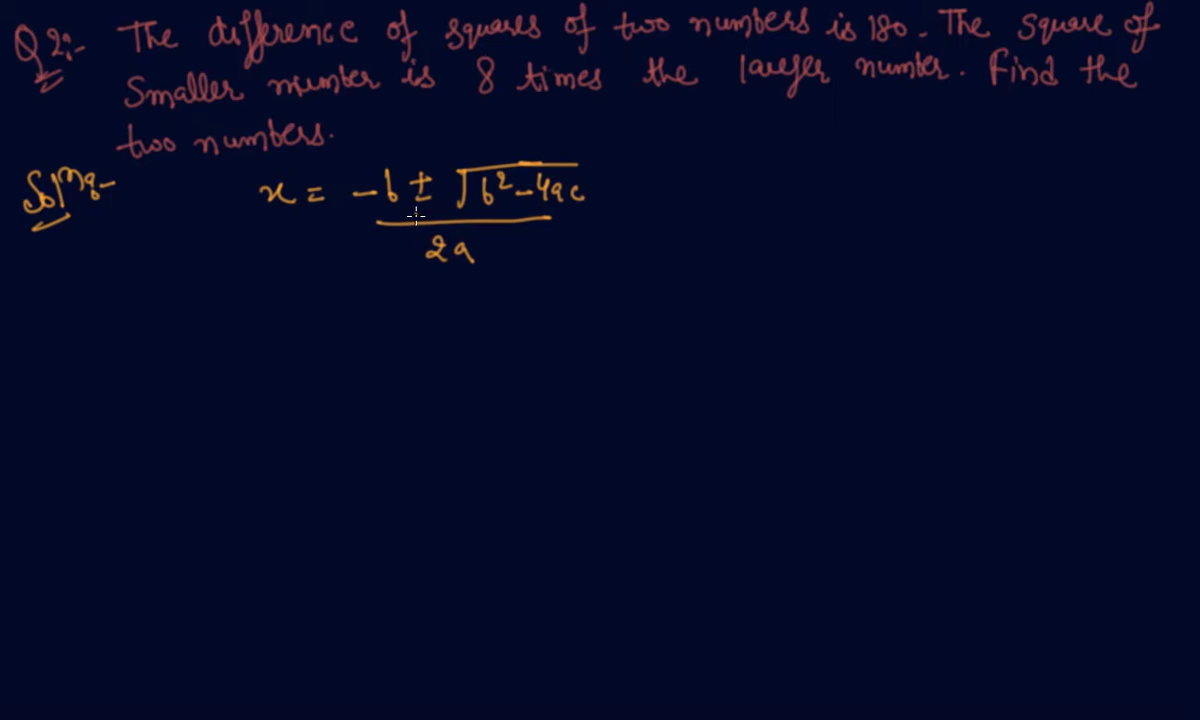 Q2:- The difference of squares of two numbers is 180. The square of
smaller number is 8 times the larger number. Find the
two numbers.
Solⁿ:- x = -b ± √b²-4ac
2a